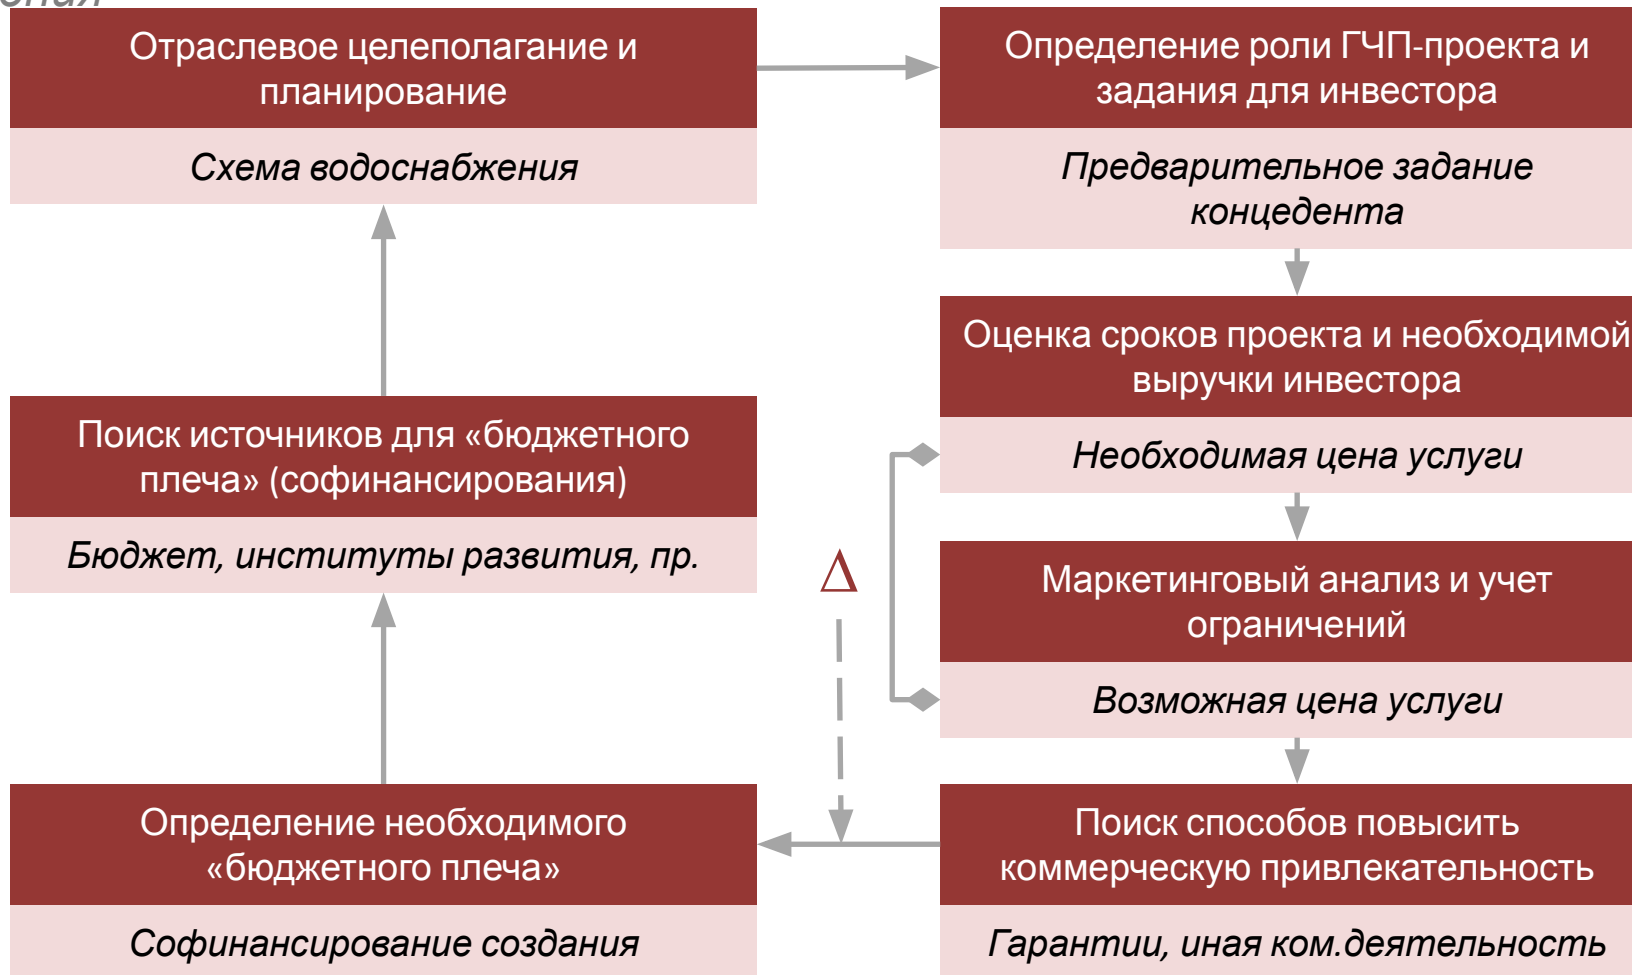 Отраслевое целеполагание и
планирование
Схема водоснабжения
Определение роли ГЧП-проекта и
задания для инвестора
Предварительное задание
концедента
Оценка сроков проекта и необходимой
выручки инвестора
Необходимая цена услуги
Маркетинговый анализ и учет
ограничений
Возможная цена услуги
Поиск способов повысить
коммерческую привлекательность
Гарантии, иная ком.деятельность
Δ
Определение необходимого
«бюджетного плеча»
Софинансирование создания
Поиск источников для «бюджетного
плеча» (софинансирования)
Бюджет, институты развития, пр.